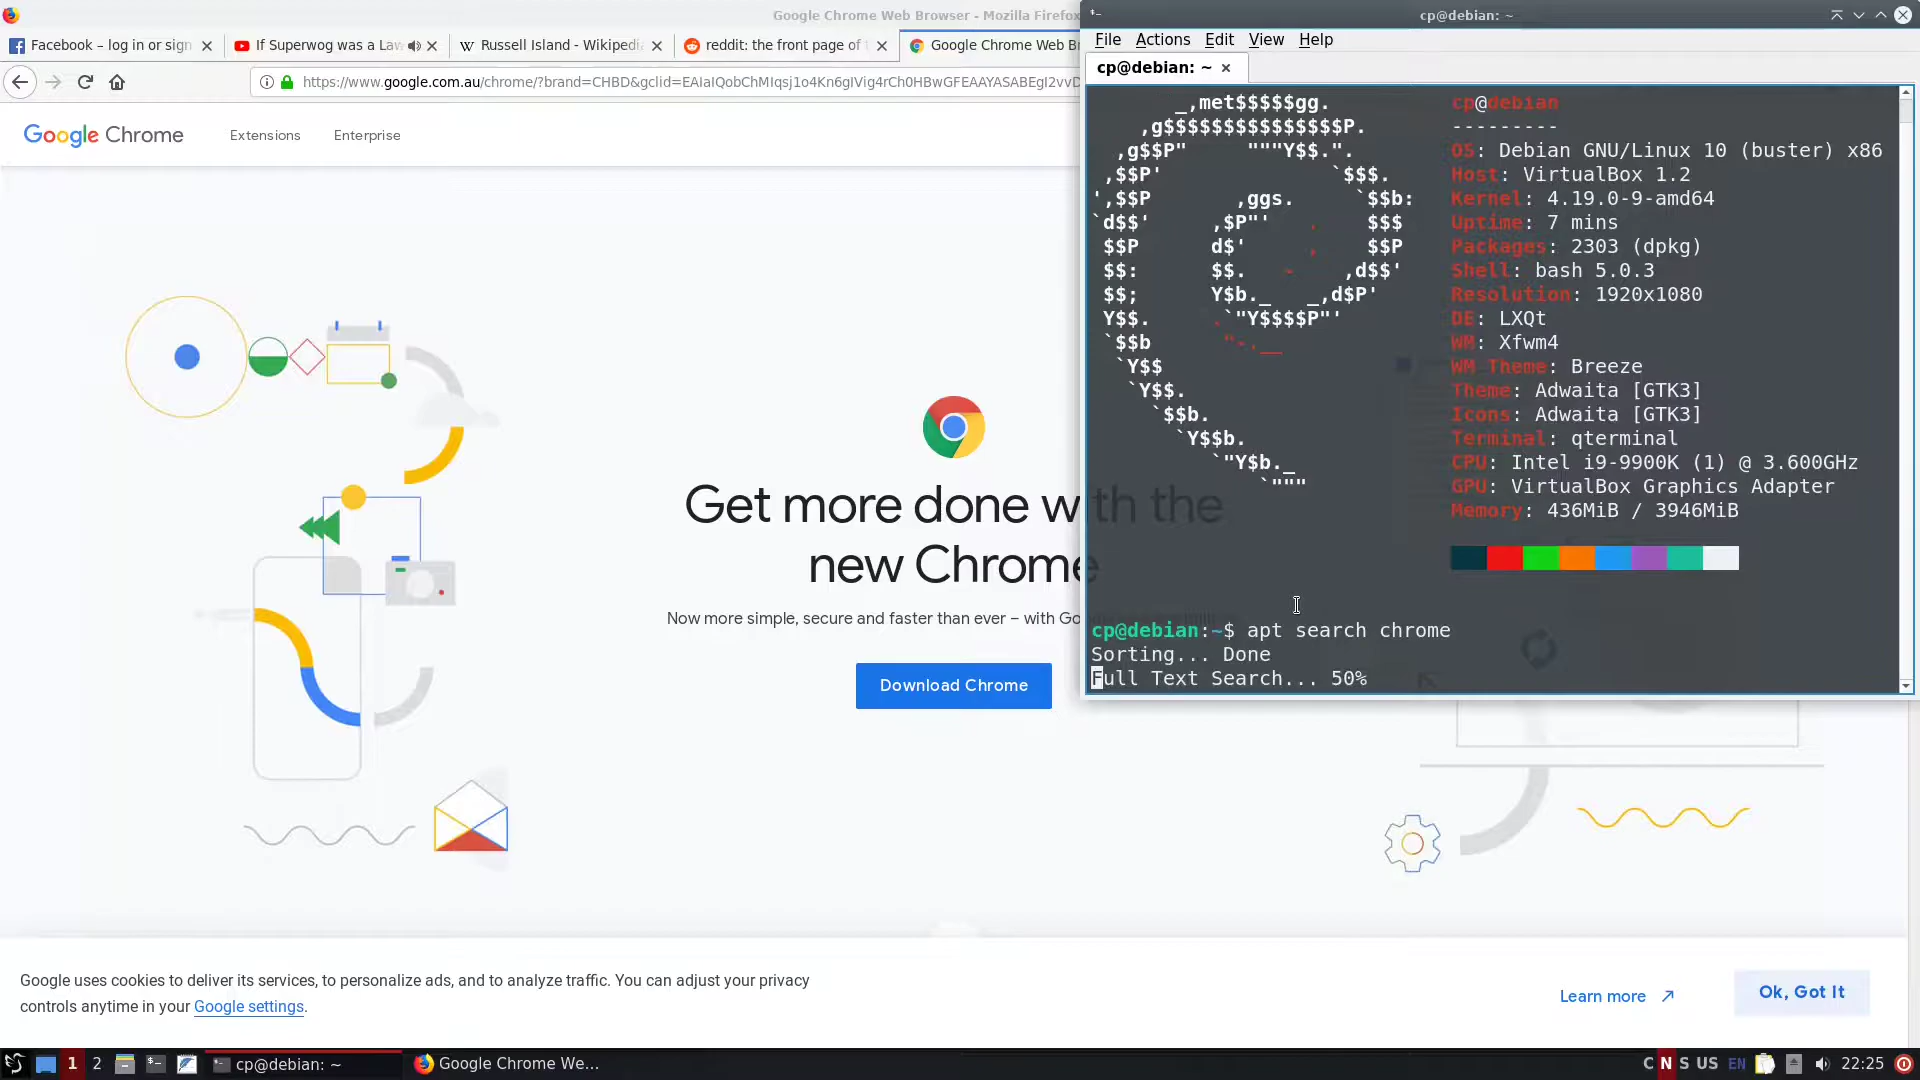 Google Chrome Web Browser - Mozilla Firefox
Facebook – log in or sign
If Superwog was a Law
Russell Island - Wikipedi
reddit: the front page of
Google Chrome Web B
https://www.google.com.au/chrome/?brand=CHBD&gclid=EAIaIQobChMIqsj1o4Kn6gIVig4rCh0HBwGFEAAYASABEgI2vvD
Google Chrome
Extensions
Enterprise
Get more done with the
new Chrome
Now more simple, secure and faster than ever – with Go
Download Chrome
Google uses cookies to deliver its services, to personalize ads, and to analyze traffic. You can adjust your privacy
controls anytime in your Google settings.
Learn more
Ok, Got It
cp@debian: ~
File Actions Edit View Help
cp@debian: ~
_,met$$$$$gg.
,g$$$$$$$$$$$$$$$P.
,g$$P"     """Y$$.".
,$$P'              `$$$.
',$$P       ,ggs.     `$$b:
`d$$'     ,$P"'   .    $$$
$$P      d$'     ,    $$P
$$:      $$.   -    ,d$$'
$$;      Y$b._   _,d$P'
Y$$.    .`"Y$$$$P"'
`$$b      "-.__
`Y$$
`Y$$.
`$$b.
`Y$$b.
`"Y$b._
`"""
cp@debian
---------
OS: Debian GNU/Linux 10 (buster) x86
Host: VirtualBox 1.2
Kernel: 4.19.0-9-amd64
Uptime: 7 mins
Packages: 2303 (dpkg)
Shell: bash 5.0.3
Resolution: 1920x1080
DE: LXQt
WM: Xfwm4
WM Theme: Breeze
Theme: Adwaita [GTK3]
Icons: Adwaita [GTK3]
Terminal: qterminal
CPU: Intel i9-9900K (1) @ 3.600GHz
GPU: VirtualBox Graphics Adapter
Memory: 436MiB / 3946MiB
cp@debian:~$ apt search chrome
Sorting... Done
Full Text Search... 50%
1
2
cp@debian: ~
Google Chrome We...
C N S US EN
22:25